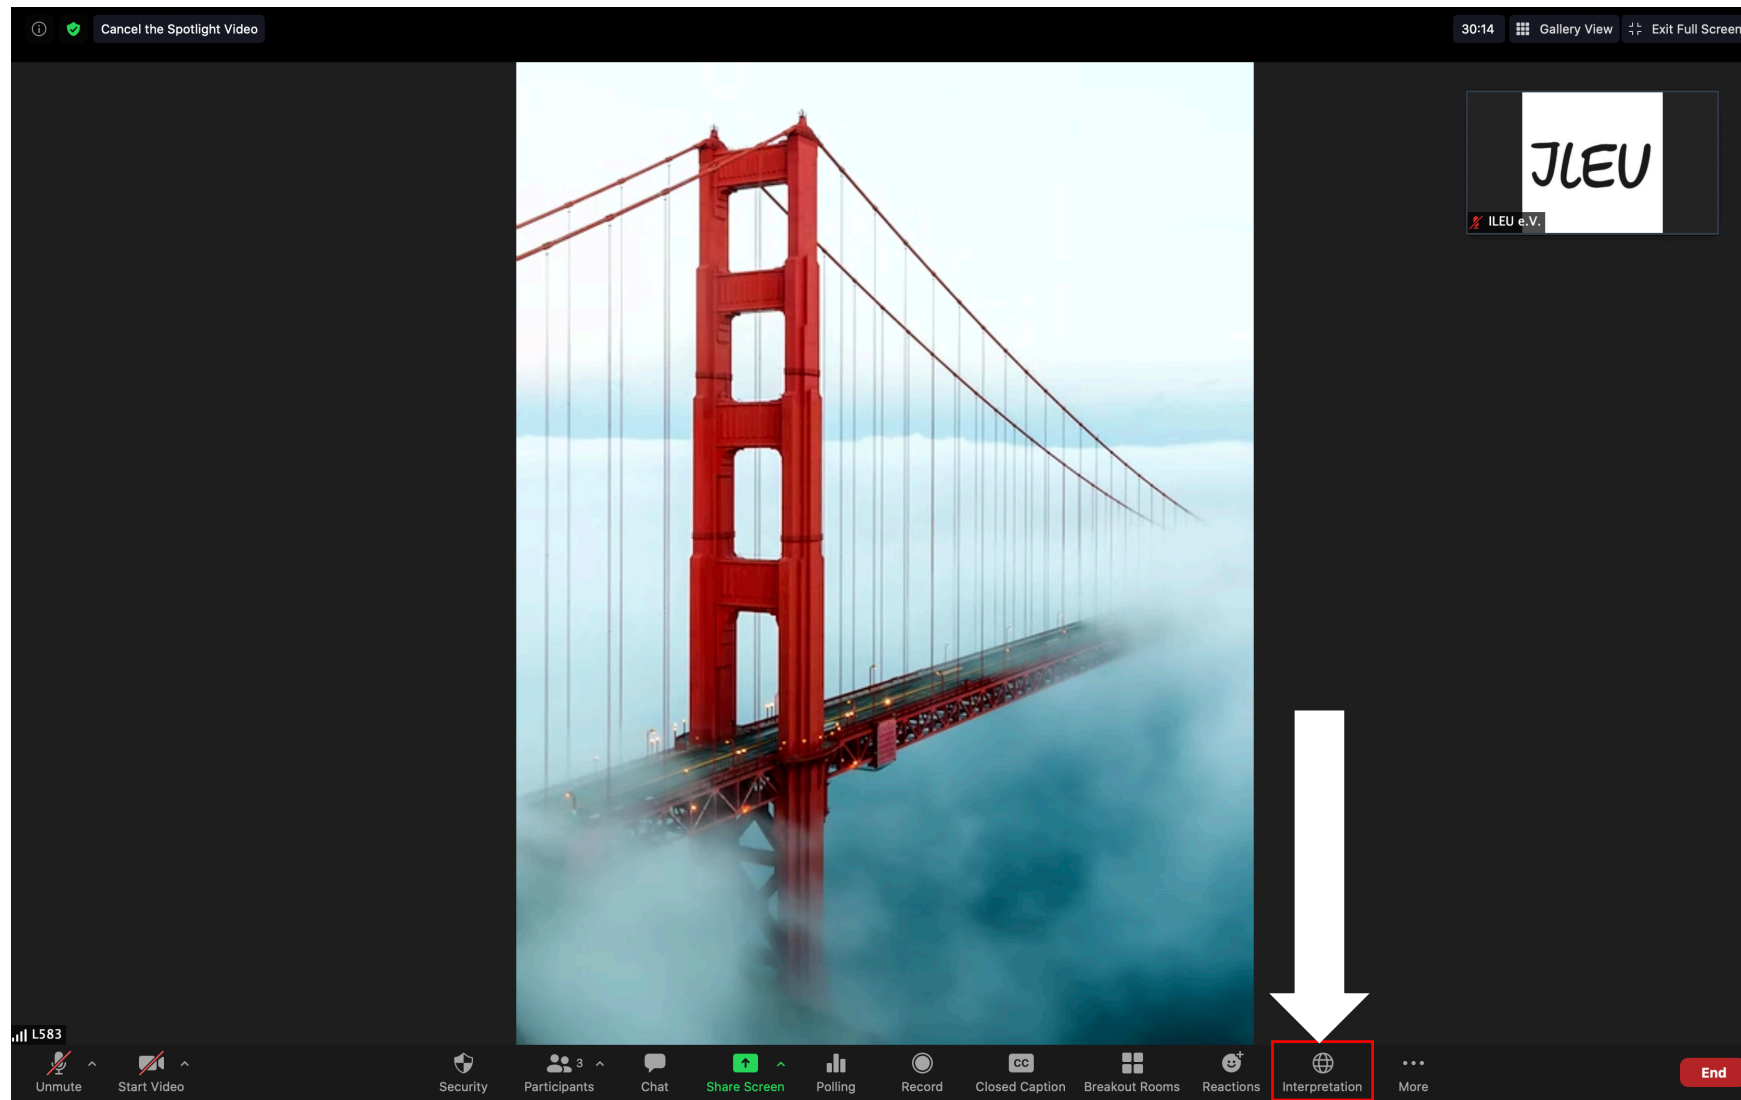 Cancel the Spotlight Video
30:14
Gallery View
Exit Full Screen
JLEU
ILEU e.V.
L583
Unmute
Start Video
Security
3
Participants
Chat
Share Screen
Polling
Record
CC
Closed Caption
Breakout Rooms
Reactions
Interpretation
More
End